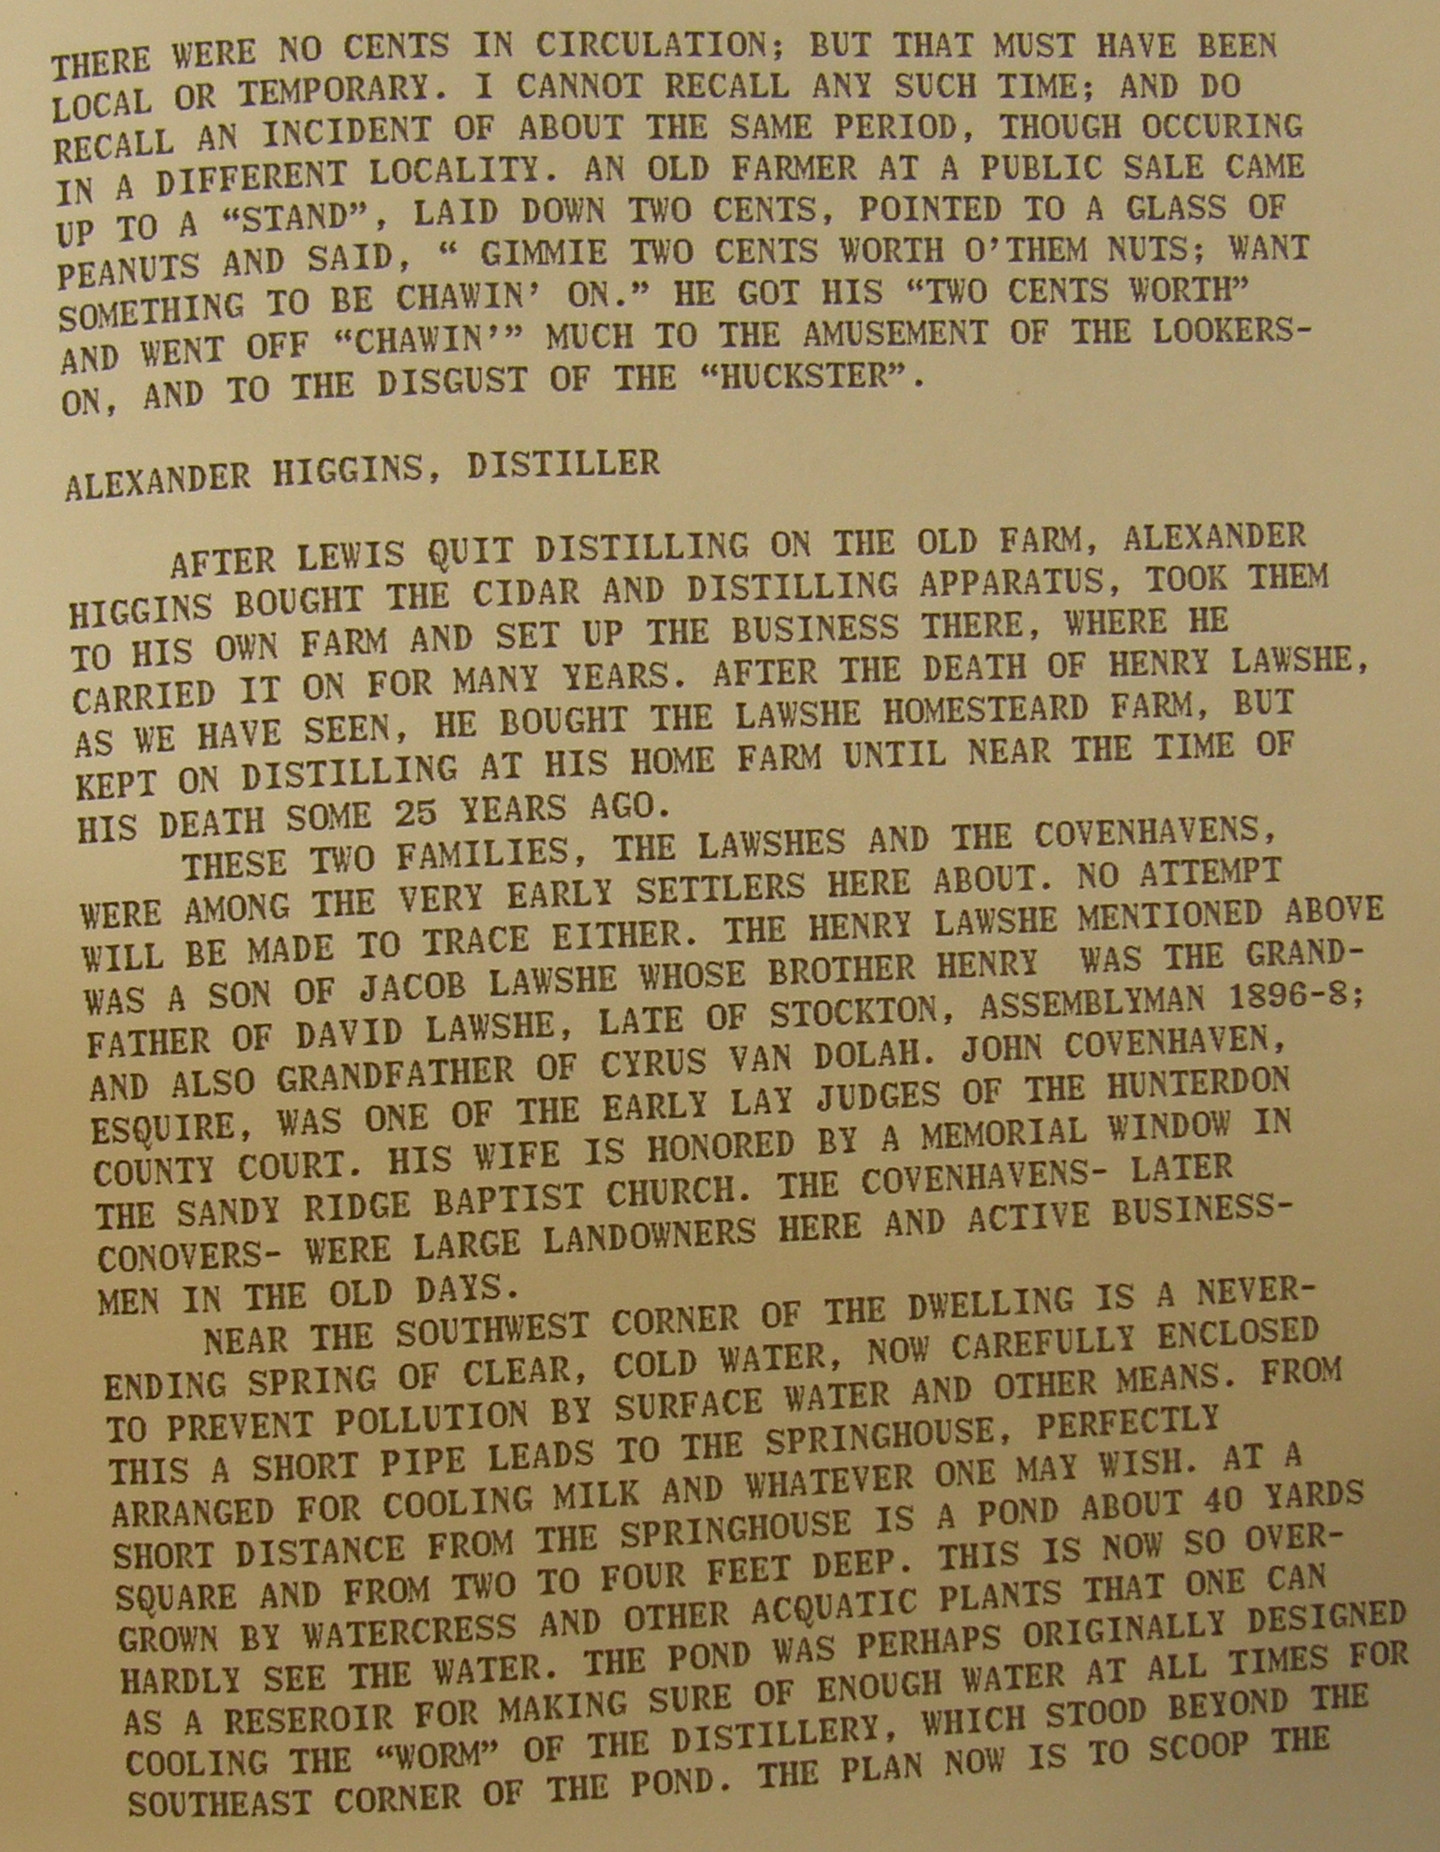 THERE WERE NO CENTS IN CIRCULATION; BUT THAT MUST HAVE BEEN
LOCAL OR TEMPORARY. I CANNOT RECALL ANY SUCH TIME; AND DO
RECALL AN INCIDENT OF ABOUT THE SAME PERIOD, THOUGH OCCURING
IN A DIFFERENT LOCALITY. AN OLD FARMER AT A PUBLIC SALE CAME
UP TO A “STAND”, LAID DOWN TWO CENTS, POINTED TO A GLASS OF
PEANUTS AND SAID, “ GIMMIE TWO CENTS WORTH O’THEM NUTS; WANT
SOMETHING TO BE CHAWIN’ ON.” HE GOT HIS “TWO CENTS WORTH”
AND WENT OFF “CHAWIN’” MUCH TO THE AMUSEMENT OF THE LOOKERS-
ON, AND TO THE DISGUST OF THE “HUCKSTER”.
ALEXANDER HIGGINS, DISTILLER
AFTER LEWIS QUIT DISTILLING ON THE OLD FARM, ALEXANDER
HIGGINS BOUGHT THE CIDAR AND DISTILLING APPARATUS, TOOK THEM
TO HIS OWN FARM AND SET UP THE BUSINESS THERE, WHERE HE
CARRIED IT ON FOR MANY YEARS. AFTER THE DEATH OF HENRY LAWSHE,
AS WE HAVE SEEN, HE BOUGHT THE LAWSHE HOMESTEARD FARM, BUT
KEPT ON DISTILLING AT HIS HOME FARM UNTIL NEAR THE TIME OF
HIS DEATH SOME 25 YEARS AGO.
THESE TWO FAMILIES, THE LAWSHES AND THE COVENHAVENS,
WERE AMONG THE VERY EARLY SETTLERS HERE ABOUT. NO ATTEMPT
WILL BE MADE TO TRACE EITHER. THE HENRY LAWSHE MENTIONED ABOVE
WAS A SON OF JACOB LAWSHE WHOSE BROTHER HENRY WAS THE GRAND-
FATHER OF DAVID LAWSHE, LATE OF STOCKTON, ASSEMBLYMAN 1896-8;
AND ALSO GRANDFATHER OF CYRUS VAN DOLAH. JOHN COVENHAVEN,
ESQUIRE, WAS ONE OF THE EARLY LAY JUDGES OF THE HUNTERDON
COUNTY COURT. HIS WIFE IS HONORED BY A MEMORIAL WINDOW IN
THE SANDY RIDGE BAPTIST CHURCH. THE COVENHAVENS- LATER
CONOVERS- WERE LARGE LANDOWNERS HERE AND ACTIVE BUSINESS-
MEN IN THE OLD DAYS.
NEAR THE SOUTHWEST CORNER OF THE DWELLING IS A NEVER-
ENDING SPRING OF CLEAR, COLD WATER, NOW CAREFULLY ENCLOSED
TO PREVENT POLLUTION BY SURFACE WATER AND OTHER MEANS. FROM
THIS A SHORT PIPE LEADS TO THE SPRINGHOUSE, PERFECTLY
ARRANGED FOR COOLING MILK AND WHATEVER ONE MAY WISH. AT A
SHORT DISTANCE FROM THE SPRINGHOUSE IS A POND ABOUT 40 YARDS
SQUARE AND FROM TWO TO FOUR FEET DEEP. THIS IS NOW SO OVER-
GROWN BY WATERCRESS AND OTHER ACQUATIC PLANTS THAT ONE CAN
HARDLY SEE THE WATER. THE POND WAS PERHAPS ORIGINALLY DESIGNED
AS A RESEROIR FOR MAKING SURE OF ENOUGH WATER AT ALL TIMES FOR
COOLING THE “WORM” OF THE DISTILLERY, WHICH STOOD BEYOND THE
SOUTHEAST CORNER OF THE POND. THE PLAN NOW IS TO SCOOP THE